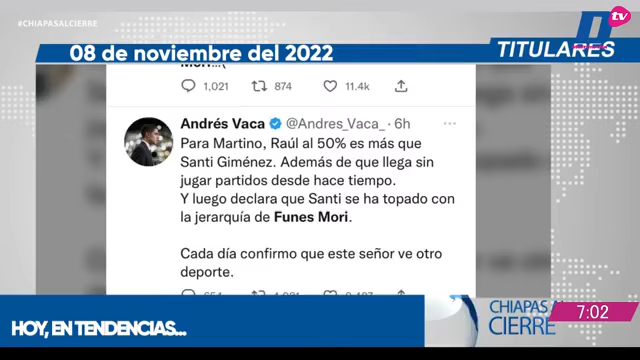 #CHIAPASALCIERRE
tv
08 de noviembre del 2022
TITULARES
1,021 874 11.4k
Andrés Vaca @Andres_Vaca_ · 6h
Para Martino, Raúl al 50% es más que
Santi Giménez. Además de que llega sin
jugar partidos desde hace tiempo.
Y luego declara que Santi se ha topado con
la jerarquía de Funes Mori.
Cada día confirmo que este señor ve otro
deporte.
HOY, EN TENDENCIAS...
CHIAPAS AL
CIERRE
7:02